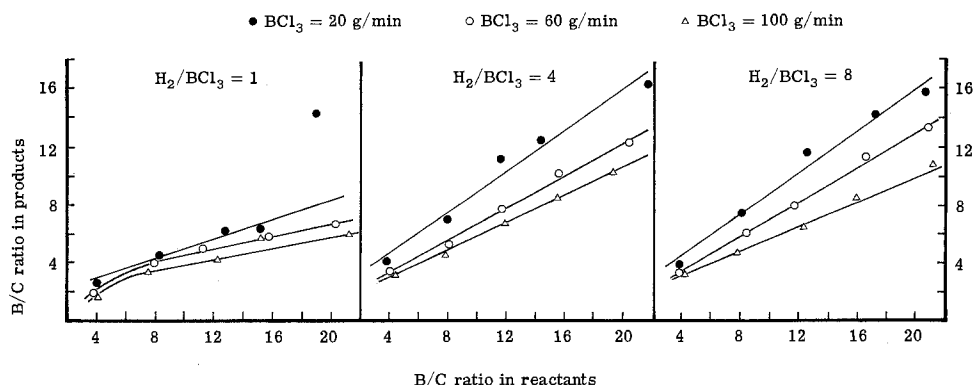 ● BCl₃ = 20 g/min ○ BCl₃ = 60 g/min △ BCl₃ = 100 g/min
H₂/BCl₃ = 1 H₂/BCl₃ = 4 H₂/BCl₃ = 8
B/C ratio in products
16 16
12 12
8 8
4 4
4 8 12 16 20 4 8 12 16 20 4 8 12 16 20
B/C ratio in reactants